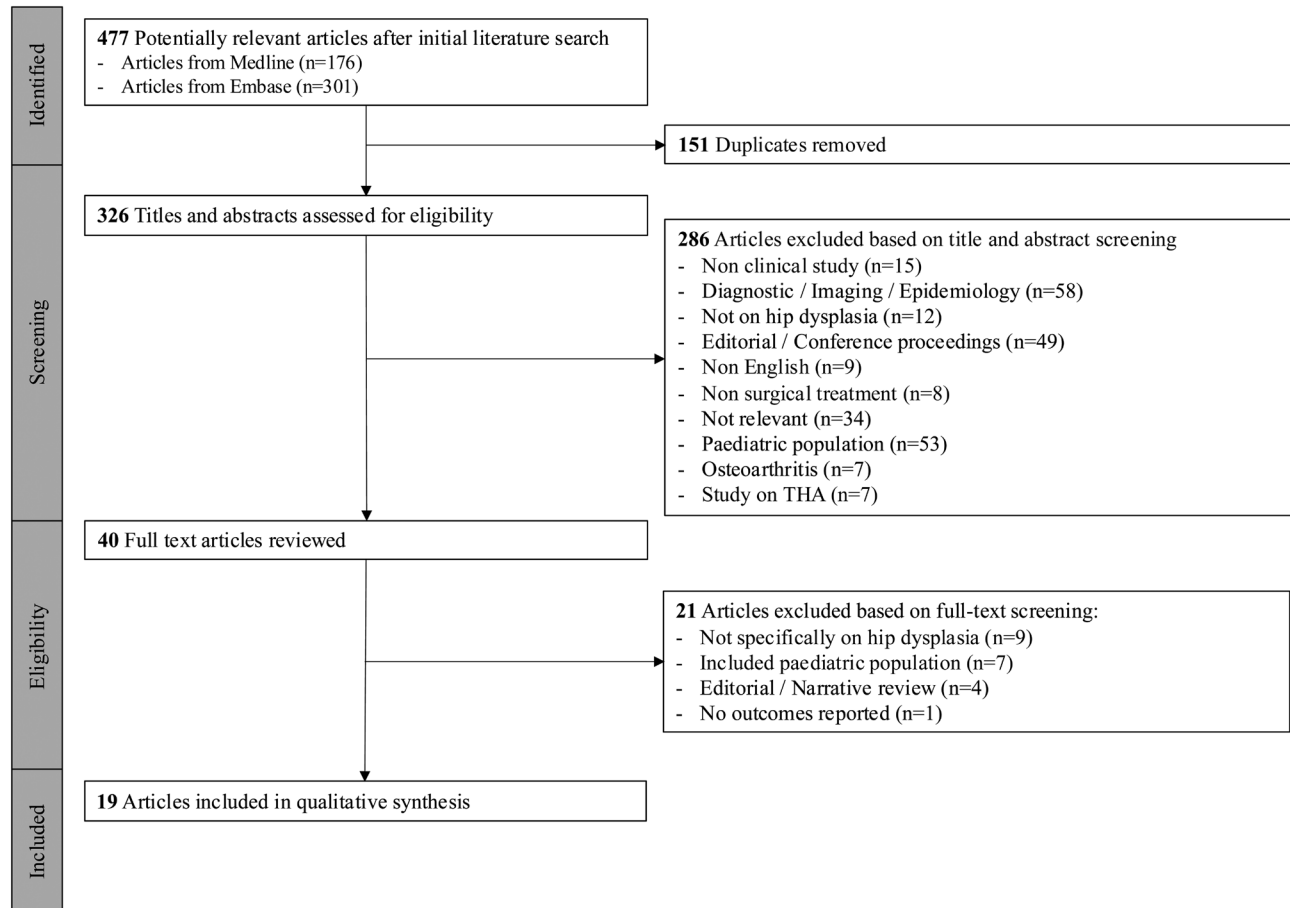 Identified
477 Potentially relevant articles after initial literature search
- Articles from Medline (n=176)
- Articles from Embase (n=301)
151 Duplicates removed
Screening
326 Titles and abstracts assessed for eligibility
286 Articles excluded based on title and abstract screening
- Non clinical study (n=15)
- Diagnostic / Imaging / Epidemiology (n=58)
- Not on hip dysplasia (n=12)
- Editorial / Conference proceedings (n=49)
- Non English (n=9)
- Non surgical treatment (n=8)
- Not relevant (n=34)
- Paediatric population (n=53)
- Osteoarthritis (n=7)
- Study on THA (n=7)
Eligibility
40 Full text articles reviewed
21 Articles excluded based on full-text screening:
- Not specifically on hip dysplasia (n=9)
- Included paediatric population (n=7)
- Editorial / Narrative review (n=4)
- No outcomes reported (n=1)
Included
19 Articles included in qualitative synthesis